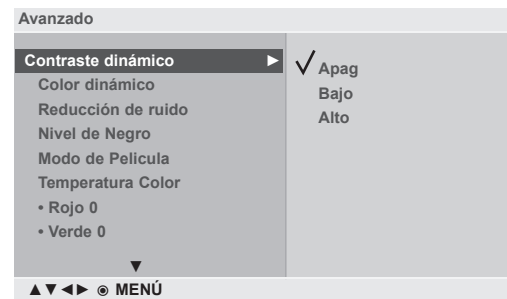 Avanzado
Contraste dinámico ►
Color dinámico
Reducción de ruido
Nivel de Negro
Modo de Pelicula
Temperatura Color
• Rojo 0
• Verde 0
▼
✓ Apag
Bajo
Alto
▲▼◄► ◉ MENÚ